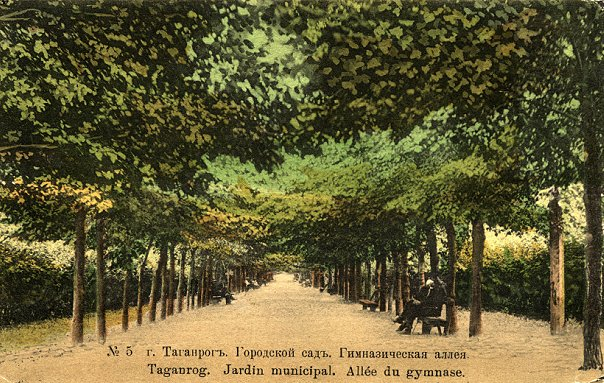 № 5 г. Таганрогъ. Городской садъ. Гимназическая аллея.
Taganrog. Jardin municipal. Allée du gymnase.